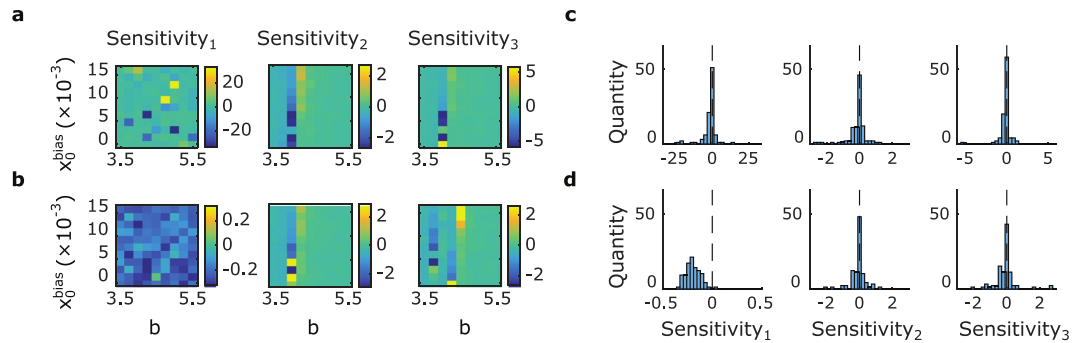 a
Sensitivity₁ Sensitivity₂ Sensitivity₃
x₀ᵇⁱᵃˢ (×10⁻³)
15
10
5
0
3.5 5.5
20
0
-20
3.5 5.5
2
0
-2
3.5 5.5
5
0
-5
b
x₀ᵇⁱᵃˢ (×10⁻³)
15
10
5
0
3.5 5.5
b
0.2
0
-0.2
3.5 5.5
b
2
0
-2
3.5 5.5
b
2
0
-2
c
Quantity
50
0
-25 0 25
50
0
-2 0 2
50
0
-5 0 5
d
Quantity
50
0
-0.5 0 0.5
Sensitivity₁
50
0
-2 0 2
Sensitivity₂
50
0
-2 0 2
Sensitivity₃